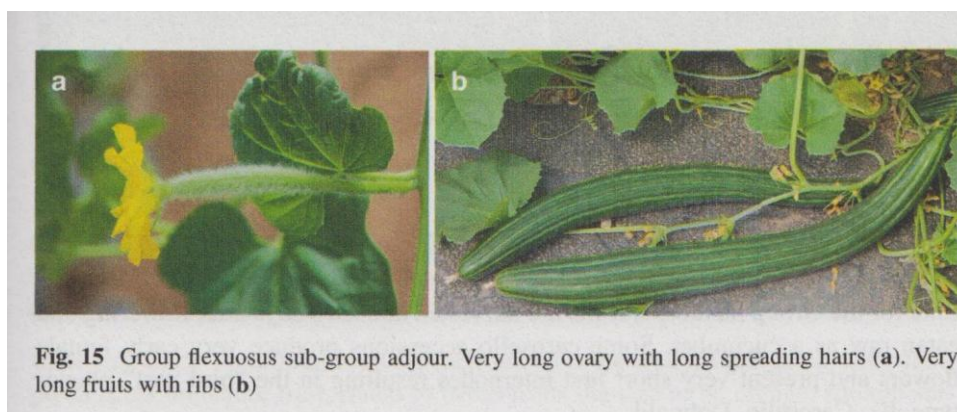 a
b
Fig. 15 Group flexuosus sub-group adjour. Very long ovary with long spreading hairs (a). Very
long fruits with ribs (b)